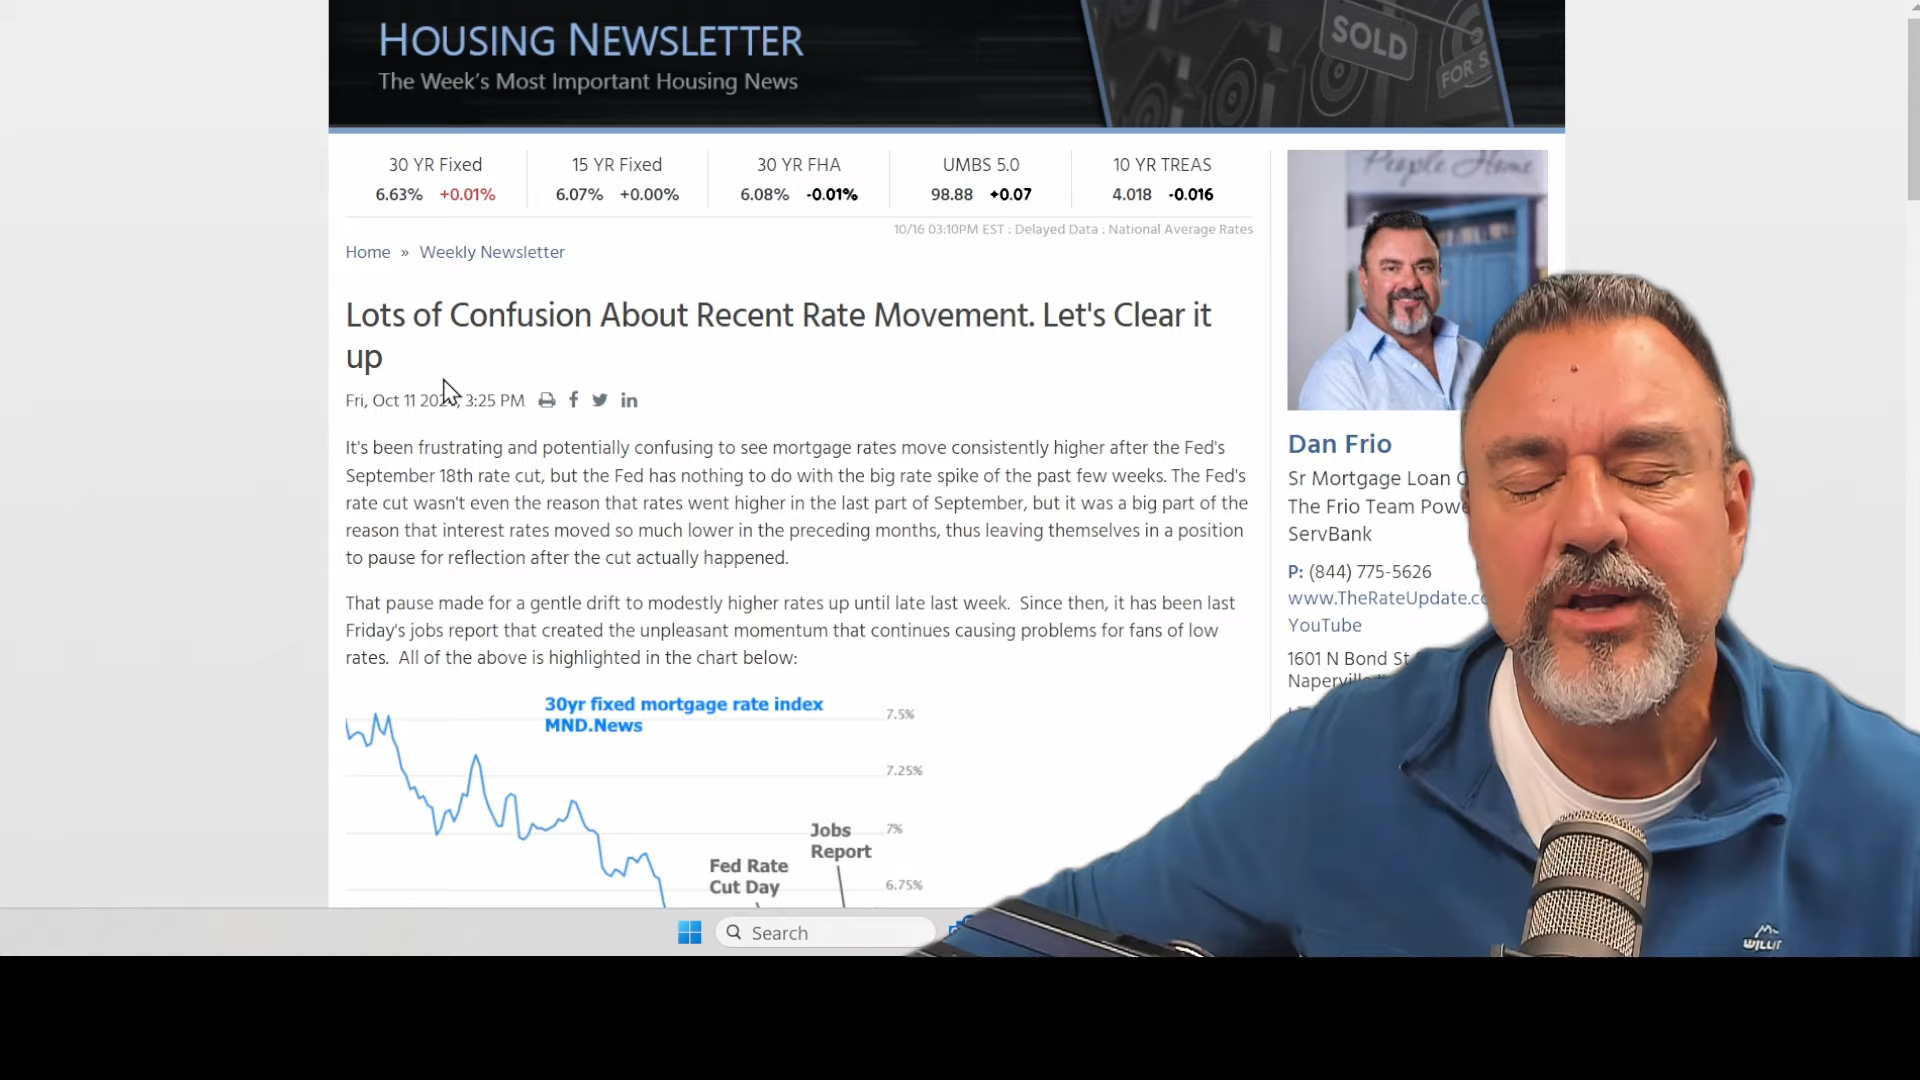 HOUSING NEWSLETTER
The Week's Most Important Housing News
SOLD
FOR S
30 YR Fixed
6.63% +0.01%
15 YR Fixed
6.07% +0.00%
30 YR FHA
6.08% -0.01%
UMBS 5.0
98.88 +0.07
10 YR TREAS
4.018 -0.016
10/16 03:10PM EST : Delayed Data : National Average Rates
People Home
Home » Weekly Newsletter
Lots of Confusion About Recent Rate Movement. Let's Clear it
up
Fri, Oct 11 202, 3:25 PM
It's been frustrating and potentially confusing to see mortgage rates move consistently higher after the Fed's
September 18th rate cut, but the Fed has nothing to do with the big rate spike of the past few weeks. The Fed's
rate cut wasn't even the reason that rates went higher in the last part of September, but it was a big part of the
reason that interest rates moved so much lower in the preceding months, thus leaving themselves in a position
to pause for reflection after the cut actually happened.
That pause made for a gentle drift to modestly higher rates up until late last week. Since then, it has been last
Friday's jobs report that created the unpleasant momentum that continues causing problems for fans of low
rates. All of the above is highlighted in the chart below:
30yr fixed mortgage rate index
MND.News
7.5%
7.25%
7%
6.75%
Jobs
Report
Fed Rate
Cut Day
Dan Frio
Sr Mortgage Loan
The Frio Team Powe
ServBank
P: (844) 775-5626
www.TheRateUpdate.co
YouTube
1601 N Bond St
Naperville
Search